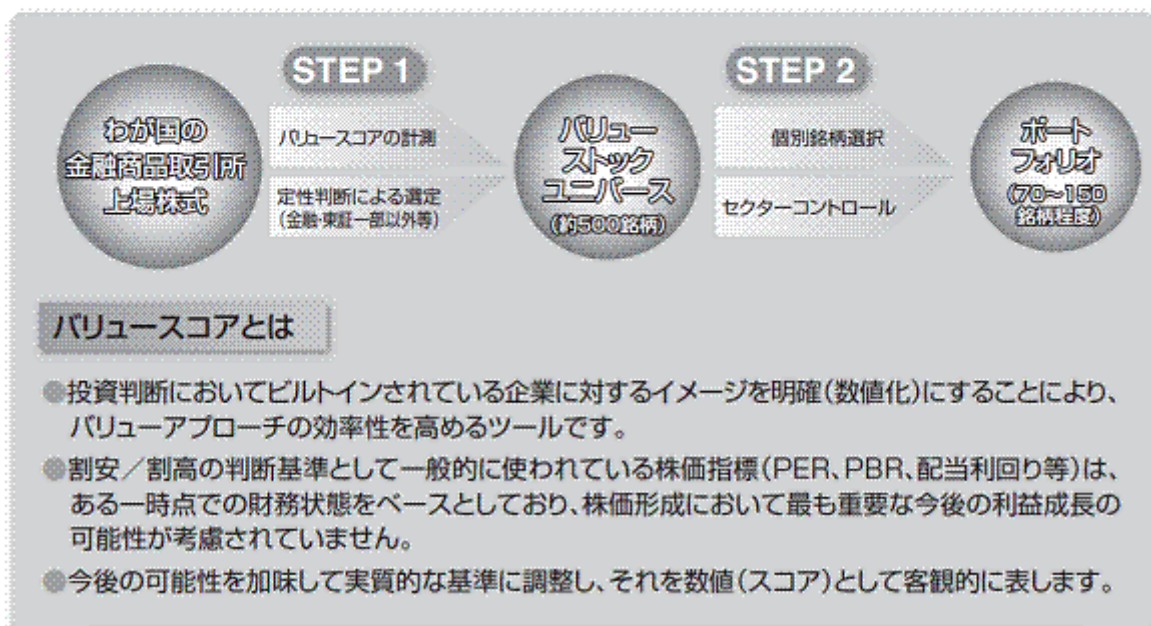 STEP 1
STEP 2
わが国の
金融商品取引所
上場株式
バリュースコアの計測
定性判断による選定
(金融・東証一部以外等)
バリュー
ストック
ユニバース
(約500銘柄)
個別銘柄選択
セクターコントロール
ポート
フォリオ
(70〜150
銘柄程度)
バリュースコアとは
●投資判断においてビルトインされている企業に対するイメージを明確(数値化)にすることにより、
バリューアプローチの効率性を高めるツールです。
●割安/割高の判断基準として一般的に使われている株価指標(PER、PBR、配当利回り等)は、
ある一時点での財務状態をベースとしており、株価形成において最も重要な今後の利益成長の
可能性が考慮されていません。
●今後の可能性を加味して実質的な基準に調整し、それを数値(スコア)として客観的に表します。